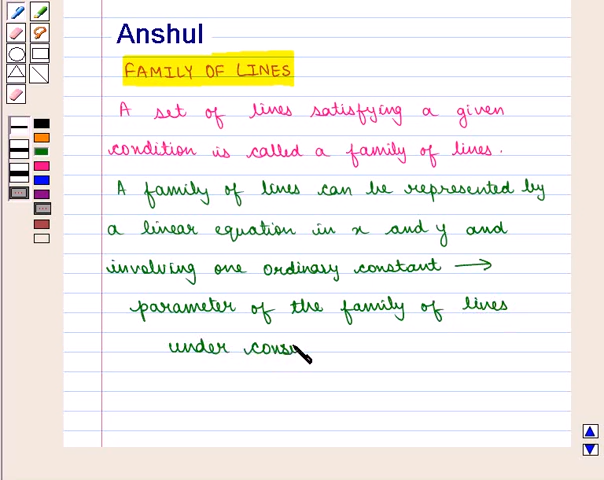 Anshul
FAMILY OF LINES
A set of lines satisfying a given
condition is called a family of lines.
A family of lines can be represented by
a linear equation in x and y and
involving one ordinary constant →
parameter of the family of lines
under cons